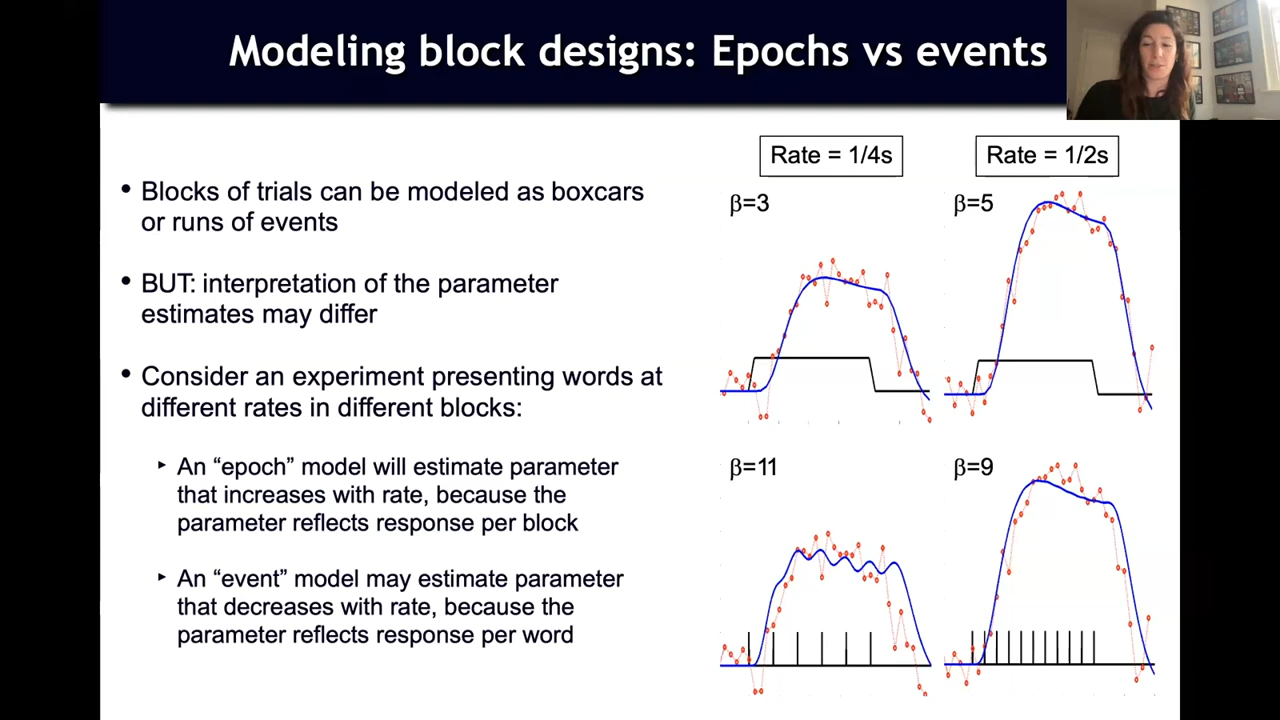 Modeling block designs: Epochs vs events
• Blocks of trials can be modeled as boxcars
or runs of events
• BUT: interpretation of the parameter
estimates may differ
• Consider an experiment presenting words at
different rates in different blocks:
‣ An “epoch” model will estimate parameter
that increases with rate, because the
parameter reflects response per block
‣ An “event” model may estimate parameter
that decreases with rate, because the
parameter reflects response per word
Rate = 1/4s
Rate = 1/2s
β=3
β=5
β=11
β=9